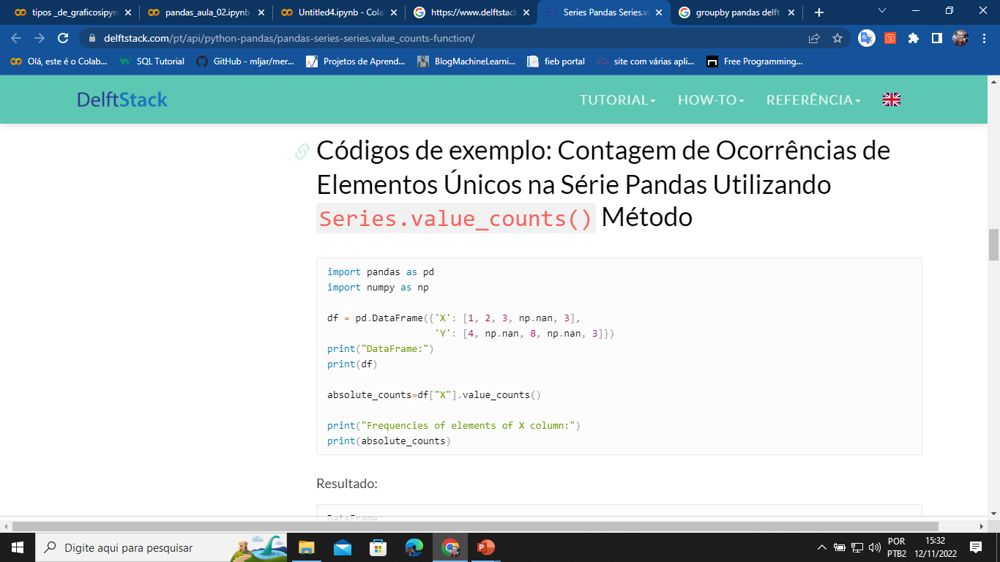 tipos _de_graficosipyn
pandas_aula_02.ipynb
Untitled4.ipynb - Cola
https://www.delftstack
Series Pandas Series.v
groupby pandas delft
delftstack.com/pt/api/python-pandas/pandas-series-series.value_counts-function/
Olá, este é o Colab...
SQL Tutorial
GitHub - mljar/mer...
Projetos de Aprend...
BlogMachineLearni...
fieb portal
site com várias apli...
Free Programming...
DelftStack
TUTORIAL
HOW-TO
REFERÊNCIA
Códigos de exemplo: Contagem de Ocorrências de
Elementos Únicos na Série Pandas Utilizando
Series.value_counts() Método
import pandas as pd
import numpy as np
df = pd.DataFrame({'X': [1, 2, 3, np.nan, 3],
'Y': [4, np.nan, 8, np.nan, 3]})
print("DataFrame:")
print(df)
absolute_counts=df["X"].value_counts()
print("Frequencies of elements of X column:")
print(absolute_counts)
Resultado:
DataFrame:
Digite aqui para pesquisar
POR
PTB2
15:32
12/11/2022